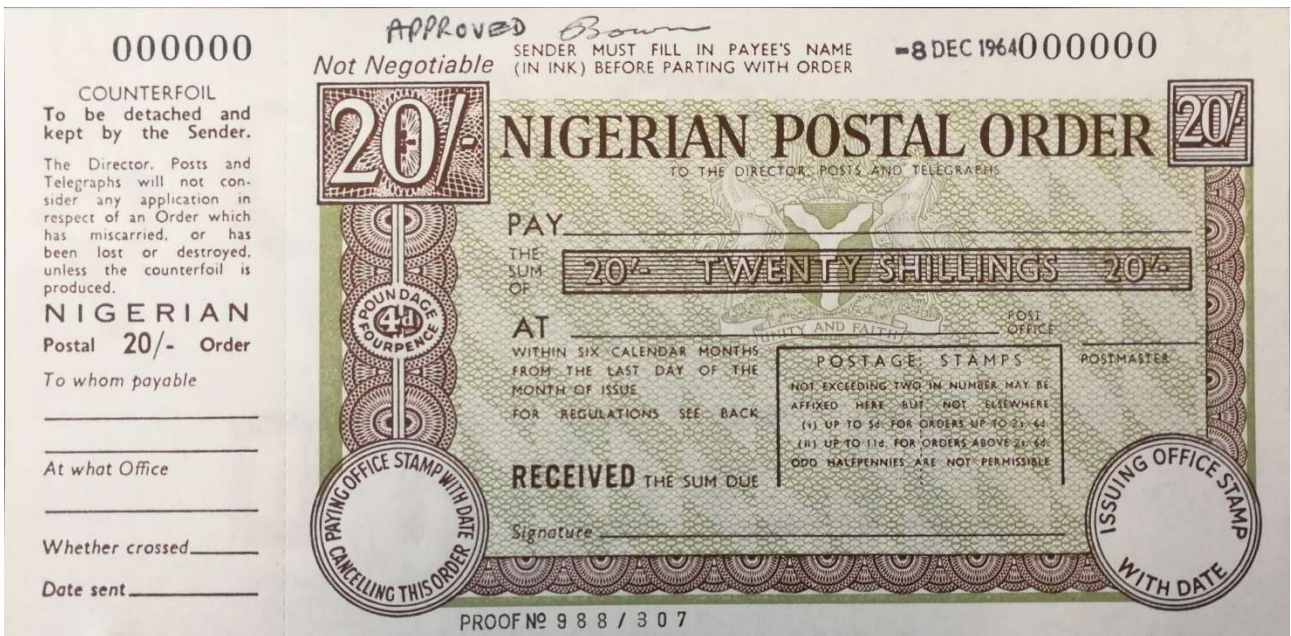 000000
COUNTERFOIL
To be detached and
kept by the Sender.
The Director, Posts and
Telegraphs will not con-
sider any application in
respect of an Order which
has miscarried, or has
been lost or destroyed,
unless the counterfoil is
produced.
NIGERIAN
Postal 20/- Order
To whom payable
At what Office
Whether crossed
Date sent
APPROVED
Not Negotiable
SENDER MUST FILL IN PAYEE'S NAME
(IN INK) BEFORE PARTING WITH ORDER
-8 DEC 1964
000000
20/-
NIGERIAN POSTAL ORDER
20/-
TO THE DIRECTOR, POSTS AND TELEGRAPHS
PAY
THE
SUM
OF
20/- TWENTY SHILLINGS 20/-
POUNDAGE
4d
FOURPENCE
AT
POST
OFFICE
UNITY AND FAITH
WITHIN SIX CALENDAR MONTHS
FROM THE LAST DAY OF THE
MONTH OF ISSUE
FOR REGULATIONS SEE BACK
POSTAGE STAMPS
NOT EXCEEDING TWO IN NUMBER MAY BE
AFFIXED HERE BUT NOT ELSEWHERE
(i) UP TO 5d. FOR ORDERS UP TO 2s. 6d.
(ii) UP TO 11d. FOR ORDERS ABOVE 2s. 6d.
ODD HALFPENNIES ARE NOT PERMISSIBLE
POSTMASTER
RECEIVED THE SUM DUE
Signature
PAYING OFFICE STAMP WITH DATE
CANCELLING THIS ORDER
ISSUING OFFICE STAMP
WITH DATE
PROOF Nº 988/307